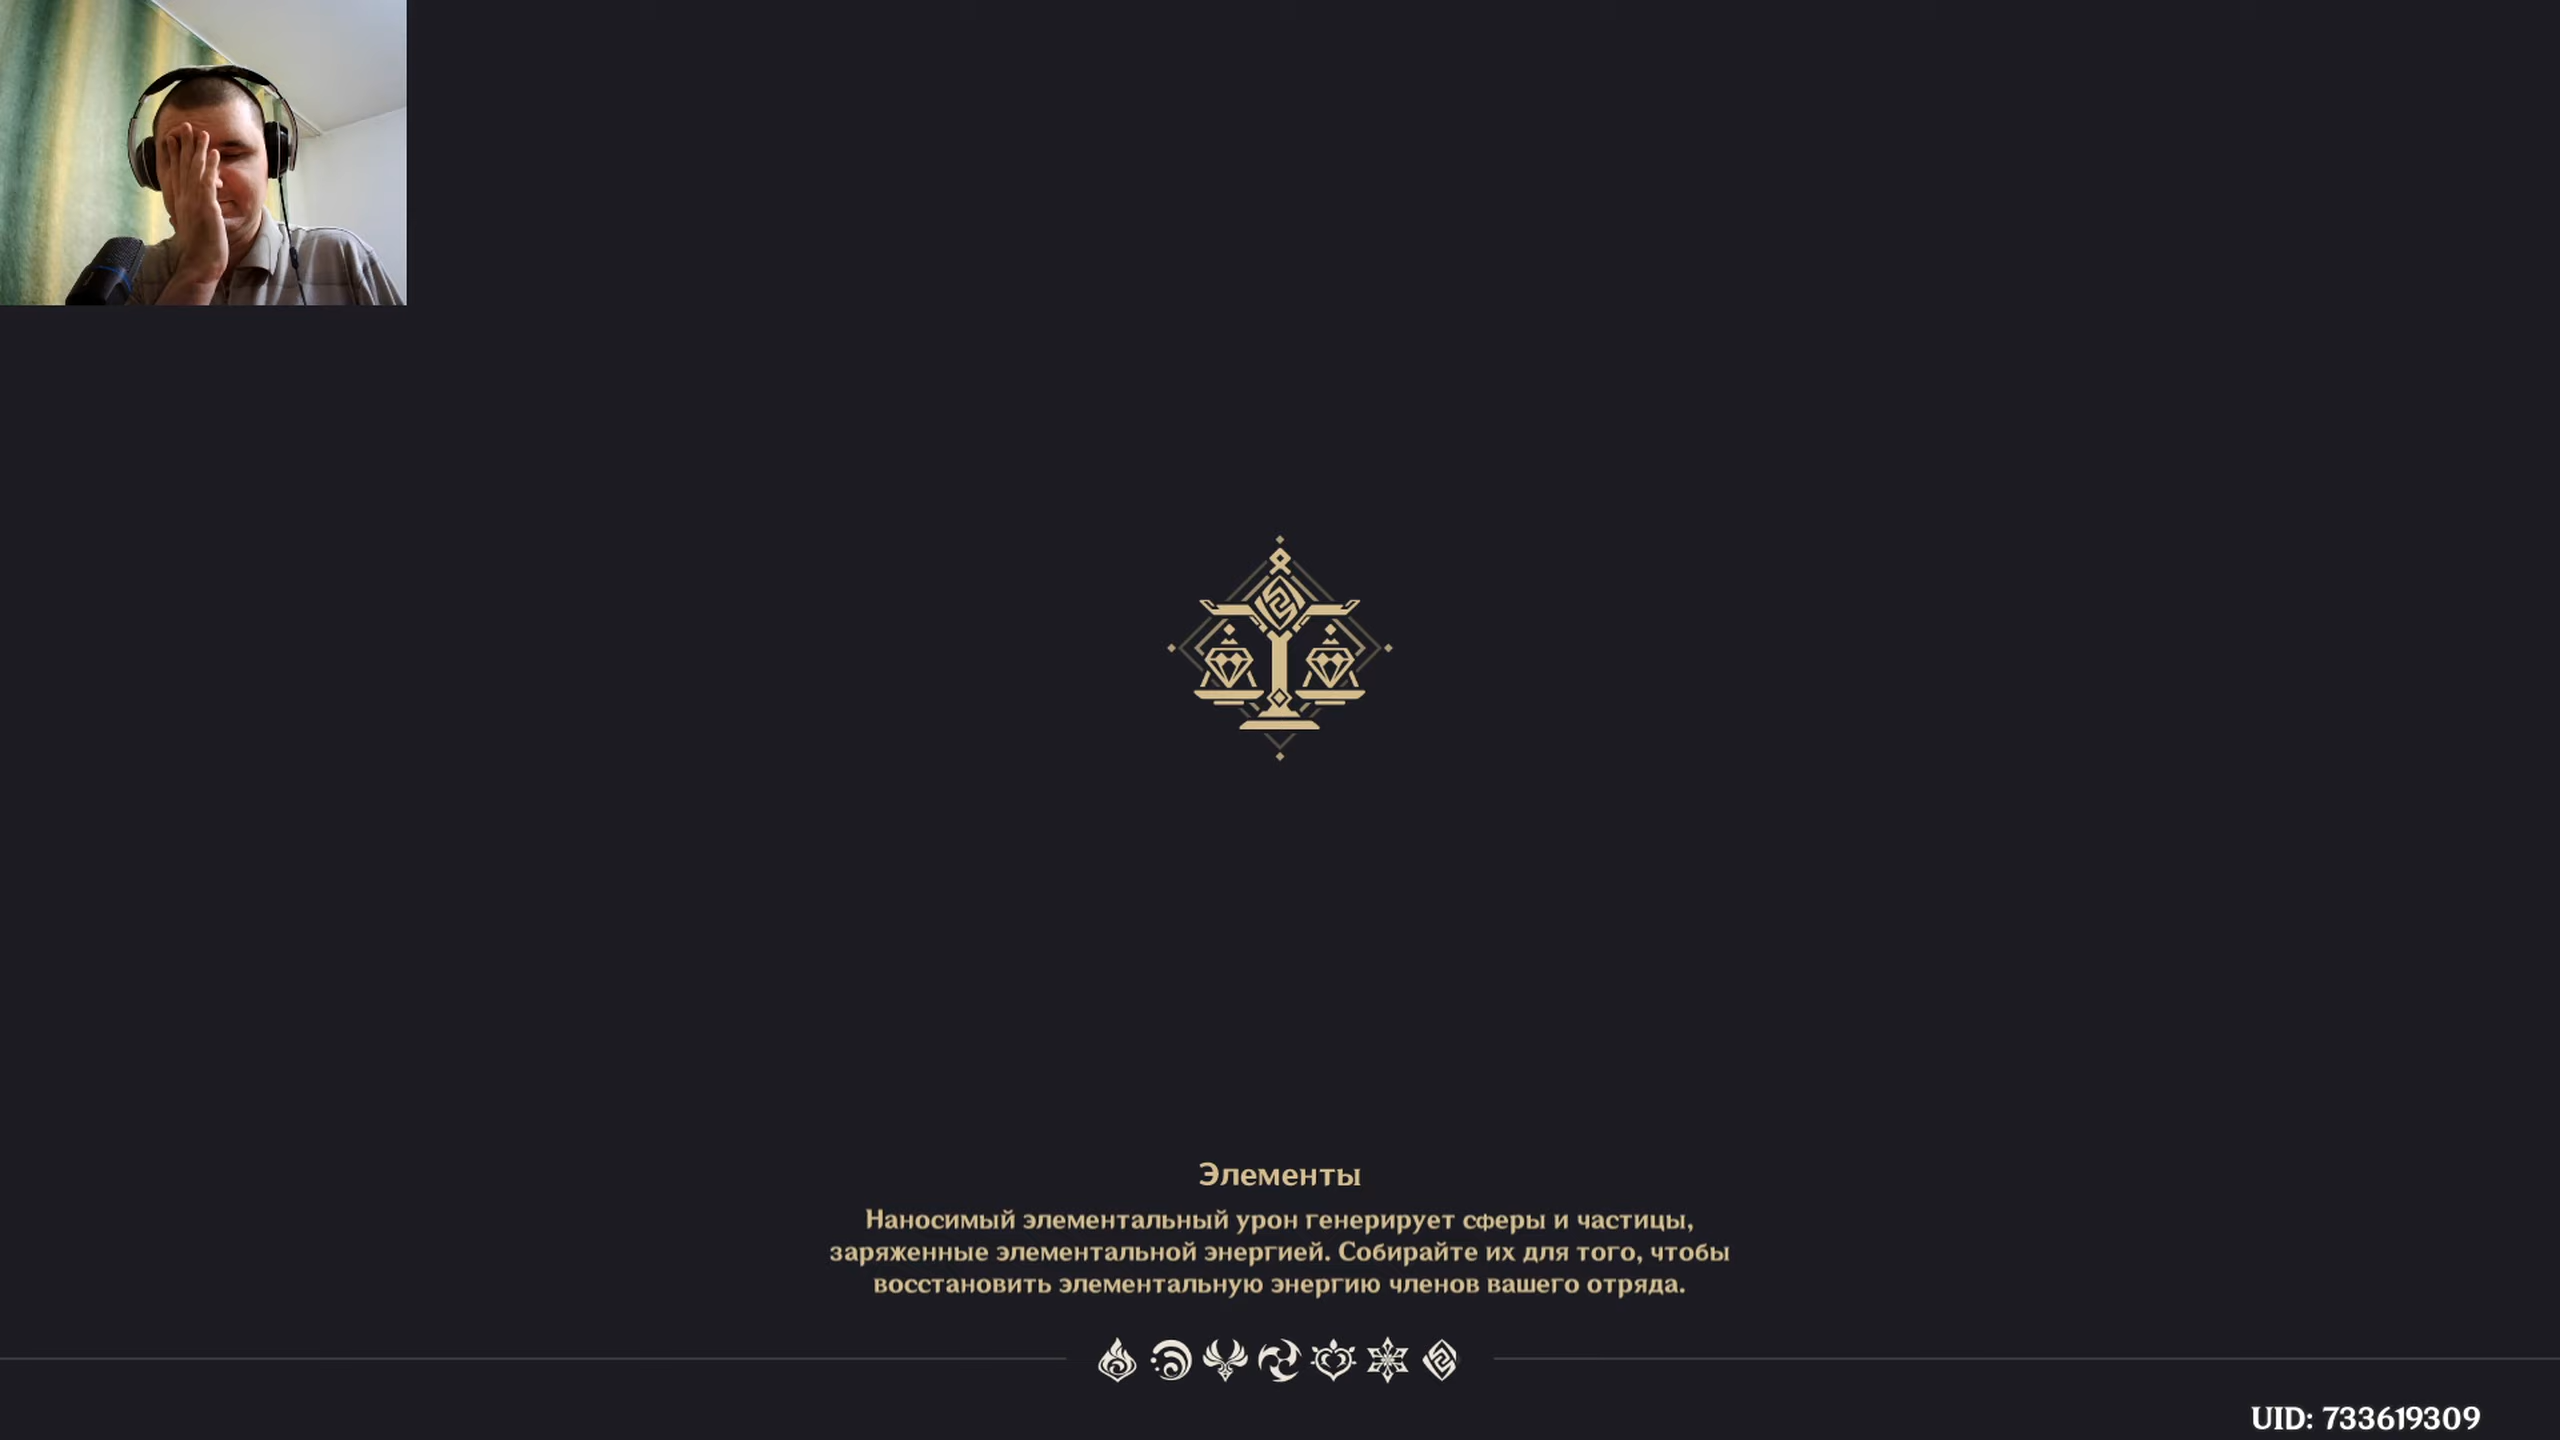 Элементы
Наносимый элементальный урон генерирует сферы и частицы,
заряженные элементальной энергией. Собирайте их для того, чтобы
восстановить элементальную энергию членов вашего отряда.
UID: 733619309